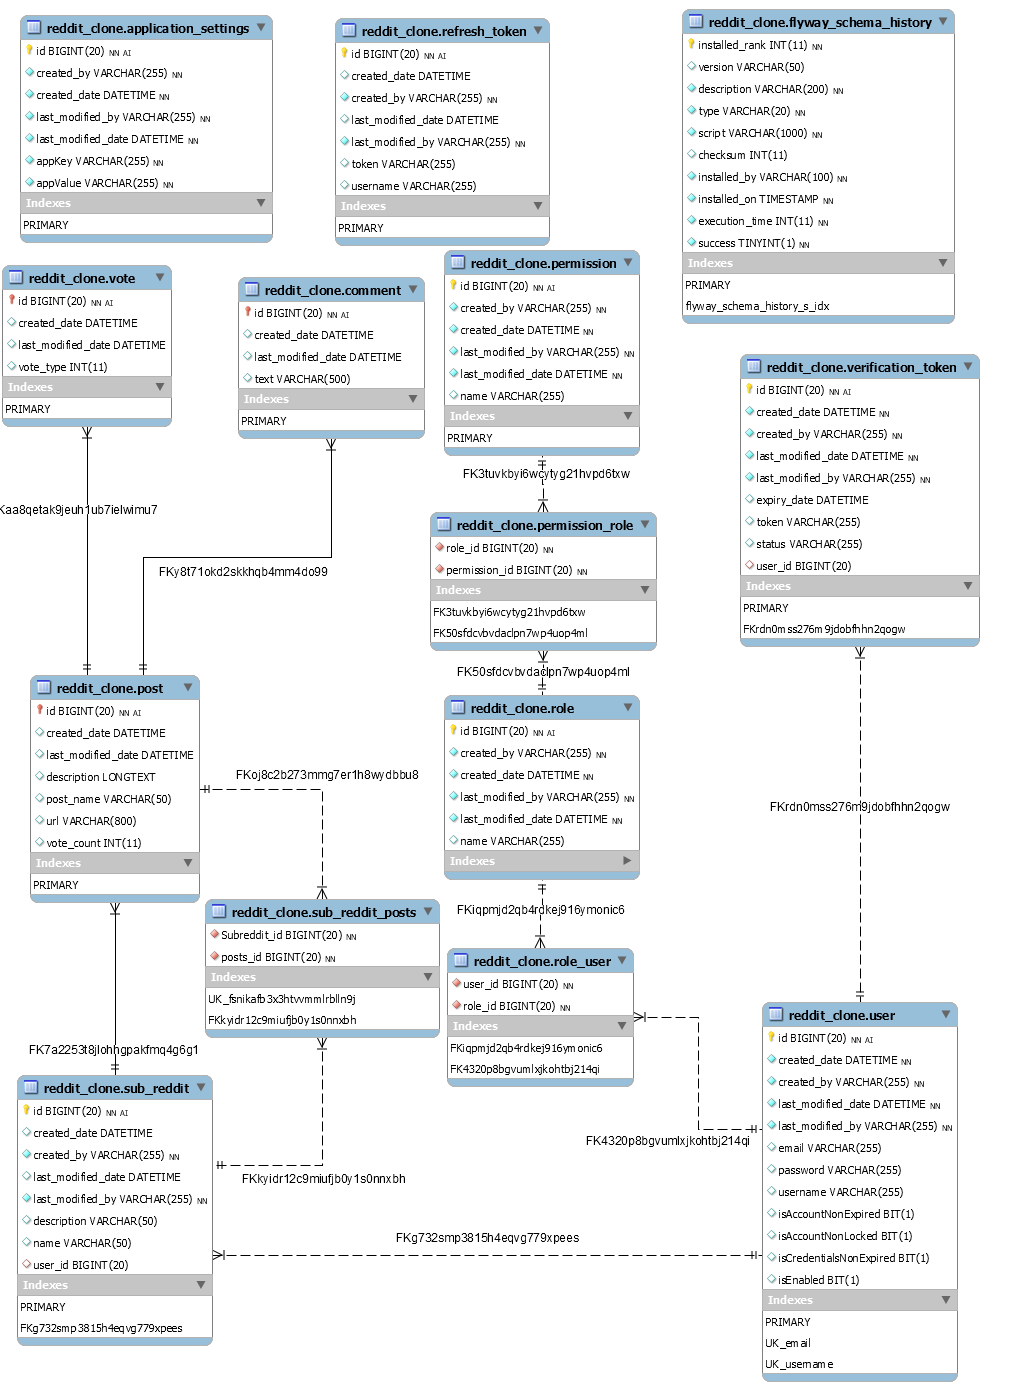 reddit_clone.application_settings
id BIGINT(20) NN AI
created_by VARCHAR(255) NN
created_date DATETIME NN
last_modified_by VARCHAR(255) NN
last_modified_date DATETIME NN
appKey VARCHAR(255) NN
appValue VARCHAR(255) NN
Indexes
PRIMARY
reddit_clone.refresh_token
id BIGINT(20) NN AI
created_date DATETIME
created_by VARCHAR(255) NN
last_modified_date DATETIME
last_modified_by VARCHAR(255) NN
token VARCHAR(255)
username VARCHAR(255)
Indexes
PRIMARY
reddit_clone.flyway_schema_history
installed_rank INT(11) NN
version VARCHAR(50)
description VARCHAR(200) NN
type VARCHAR(20) NN
script VARCHAR(1000) NN
checksum INT(11)
installed_by VARCHAR(100) NN
installed_on TIMESTAMP NN
execution_time INT(11) NN
success TINYINT(1) NN
Indexes
PRIMARY
flyway_schema_history_s_idx
reddit_clone.vote
id BIGINT(20) NN AI
created_date DATETIME
last_modified_date DATETIME
vote_type INT(11)
Indexes
PRIMARY
reddit_clone.comment
id BIGINT(20) NN AI
created_date DATETIME
last_modified_date DATETIME
text VARCHAR(500)
Indexes
PRIMARY
reddit_clone.permission
id BIGINT(20) NN AI
created_by VARCHAR(255) NN
created_date DATETIME NN
last_modified_by VARCHAR(255) NN
last_modified_date DATETIME NN
name VARCHAR(255)
Indexes
PRIMARY
FK3tuvkbyi6wcytyg21hvpd6txw
reddit_clone.verification_token
id BIGINT(20) NN AI
created_date DATETIME NN
created_by VARCHAR(255) NN
last_modified_date DATETIME NN
last_modified_by VARCHAR(255) NN
expiry_date DATETIME
token VARCHAR(255)
status VARCHAR(255)
user_id BIGINT(20)
Indexes
PRIMARY
FKrdn0mss276m9jdobfhhn2qogw
Kaa8qetak9jeuh1ub7ielwimu7
FKy8t71okd2skkhqb4mm4do99
reddit_clone.permission_role
role_id BIGINT(20) NN
permission_id BIGINT(20) NN
Indexes
FK3tuvkbyi6wcytyg21hvpd6txw
FK50sfdcvbvdaclpn7wp4uop4ml
FK50sfdcvbvdaclpn7wp4uop4ml
reddit_clone.post
id BIGINT(20) NN AI
created_date DATETIME
last_modified_date DATETIME
description LONGTEXT
post_name VARCHAR(50)
url VARCHAR(800)
vote_count INT(11)
Indexes
PRIMARY
FKoj8c2b273mmg7er1h8wydbbu8
reddit_clone.role
id BIGINT(20) NN AI
created_by VARCHAR(255) NN
created_date DATETIME NN
last_modified_by VARCHAR(255) NN
last_modified_date DATETIME NN
name VARCHAR(255)
Indexes
FKrdn0mss276m9jdobfhhn2qogw
FKiqpmjd2qb4rdkej916ymonic6
reddit_clone.sub_reddit_posts
Subreddit_id BIGINT(20) NN
posts_id BIGINT(20) NN
Indexes
UK_fsnikafb3x3htvvmmlrblln9j
FKkyidr12c9miufjb0y1s0nnxbh
reddit_clone.role_user
user_id BIGINT(20) NN
role_id BIGINT(20) NN
Indexes
FKiqpmjd2qb4rdkej916ymonic6
FK4320p8bgvumlxjkohtbj214qi
FK7a2253t8jlohngpakfmq4g6g1
reddit_clone.sub_reddit
id BIGINT(20) NN AI
created_date DATETIME
created_by VARCHAR(255) NN
last_modified_date DATETIME
last_modified_by VARCHAR(255) NN
description VARCHAR(50)
name VARCHAR(50)
user_id BIGINT(20)
Indexes
PRIMARY
FKg732smp3815h4eqvg779xpees
FKkyidr12c9miufjb0y1s0nnxbh
FK4320p8bgvumlxjkohtbj214qi
FKg732smp3815h4eqvg779xpees
reddit_clone.user
id BIGINT(20) NN AI
created_date DATETIME NN
created_by VARCHAR(255) NN
last_modified_date DATETIME NN
last_modified_by VARCHAR(255) NN
email VARCHAR(255)
password VARCHAR(255)
username VARCHAR(255)
isAccountNonExpired BIT(1)
isAccountNonLocked BIT(1)
isCredentialsNonExpired BIT(1)
isEnabled BIT(1)
Indexes
PRIMARY
UK_email
UK_username